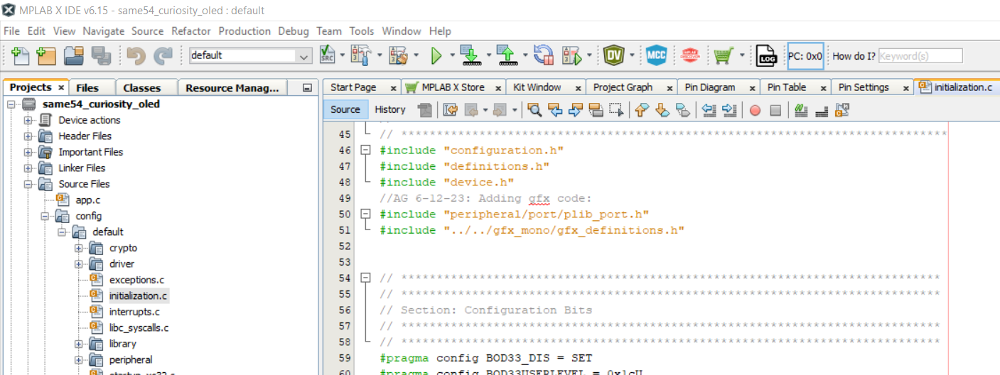 MPLAB X IDE v6.15 - same54_curiosity_oled : default
File Edit View Navigate Source Refactor Production Debug Team Tools Window Help
default SRC DV MCC LOG PC: 0x0 How do I? Keyword(s)
Projects Files Classes Resource Manag...
same54_curiosity_oled
Device actions
Header Files
Important Files
Linker Files
Source Files
app.c
config
default
crypto
driver
exceptions.c
initialization.c
interrupts.c
libc_syscalls.c
library
peripheral
startup_xc32.c
Start Page MPLAB X Store Kit Window Project Graph Pin Diagram Pin Table Pin Settings initialization.c
Source History
45 // *****************************************************************************
46 #include "configuration.h"
47 #include "definitions.h"
48 #include "device.h"
49 //AG 6-12-23: Adding gfx code:
50 #include "peripheral/port/plib_port.h"
51 #include "../../gfx_mono/gfx_definitions.h"
52
53
54 // ****************************************************************************
55 // ****************************************************************************
56 // Section: Configuration Bits
57 // ****************************************************************************
58 // ****************************************************************************
59 #pragma config BOD33_DIS = SET
60 #pragma config BOD33USERLEVEL = 0x1cU